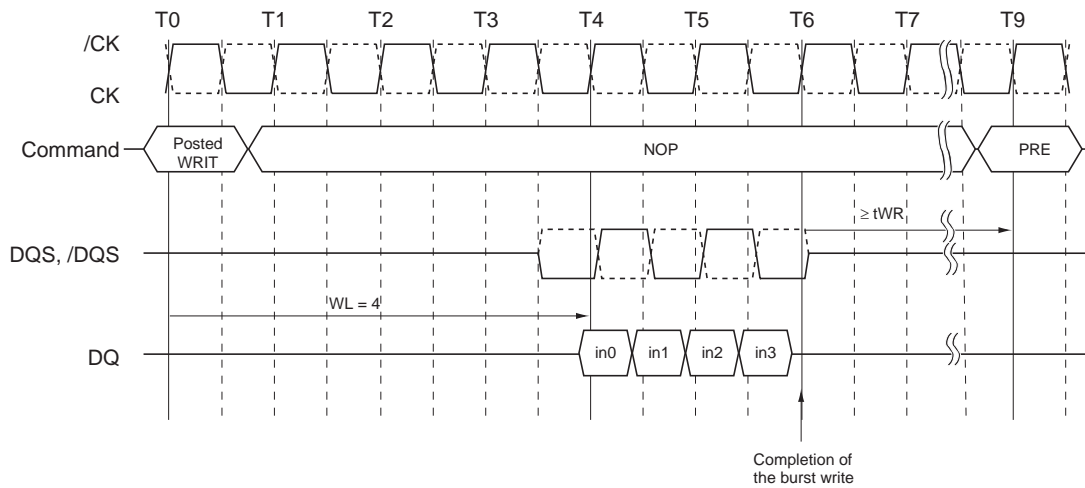 T0 T1 T2 T3 T4 T5 T6 T7 T9
/CK
CK
Command
Posted
WRIT
NOP
PRE
≥ tWR
DQS, /DQS
WL = 4
DQ
in0 in1 in2 in3
Completion of
the burst write